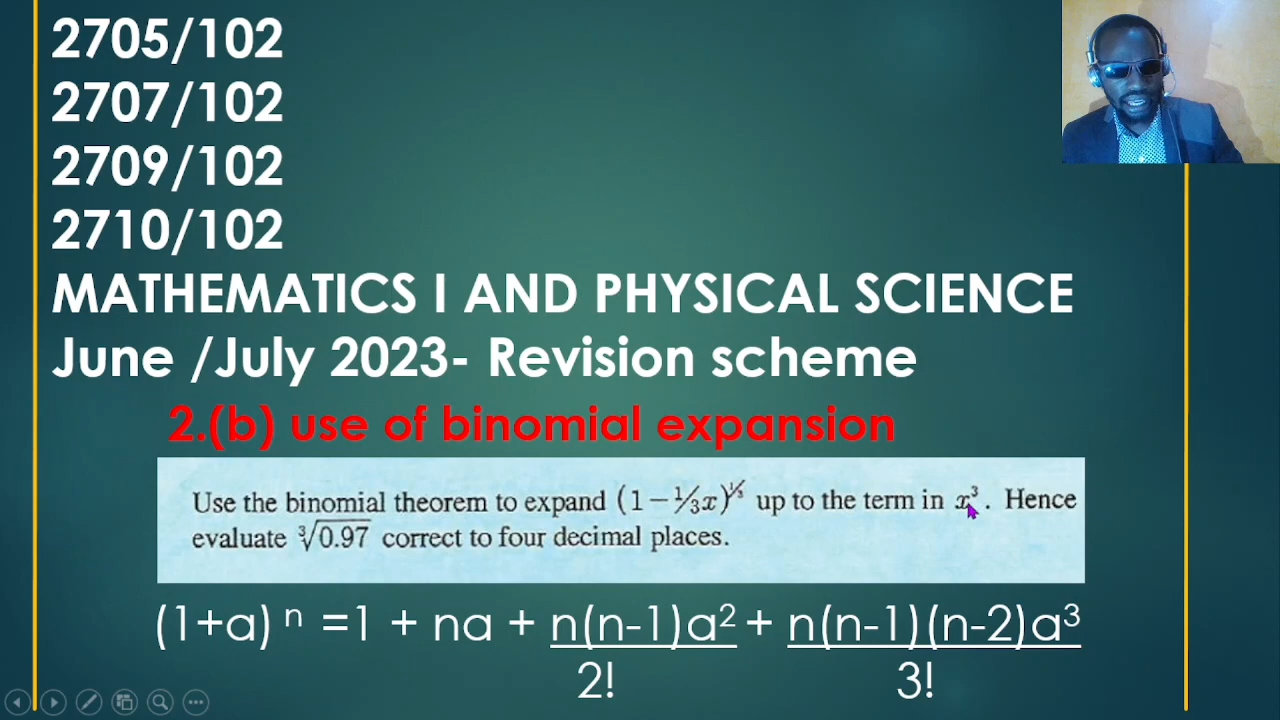 2705/102
2707/102
2709/102
2710/102
MATHEMATICS I AND PHYSICAL SCIENCE
June /July 2023- Revision scheme
2.(b) use of binomial expansion
Use the binomial theorem to expand (1 – ⅓x)^⅓ up to the term in x³. Hence
evaluate ∛0.97 correct to four decimal places.
(1+a)ⁿ =1 + na + n(n-1)a²/2! + n(n-1)(n-2)a³/3!